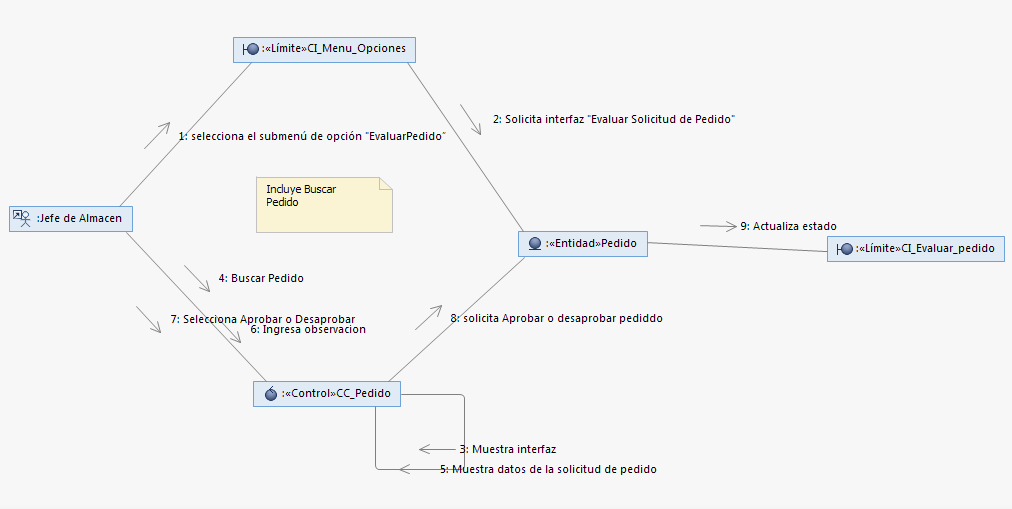 :«Límite»CI_Menu_Opciones
1: selecciona el submenú de opción "EvaluarPedido"
2: Solicita interfaz "Evaluar Solicitud de Pedido"
Incluye Buscar
Pedido
:Jefe de Almacen
:«Entidad»Pedido
9: Actualiza estado
:«Límite»CI_Evaluar_pedido
4: Buscar Pedido
7: Selecciona Aprobar o Desaprobar
6: Ingresa observacion
8: solicita Aprobar o desaprobar pediddo
:«Control»CC_Pedido
3: Muestra interfaz
5: Muestra datos de la solicitud de pedido